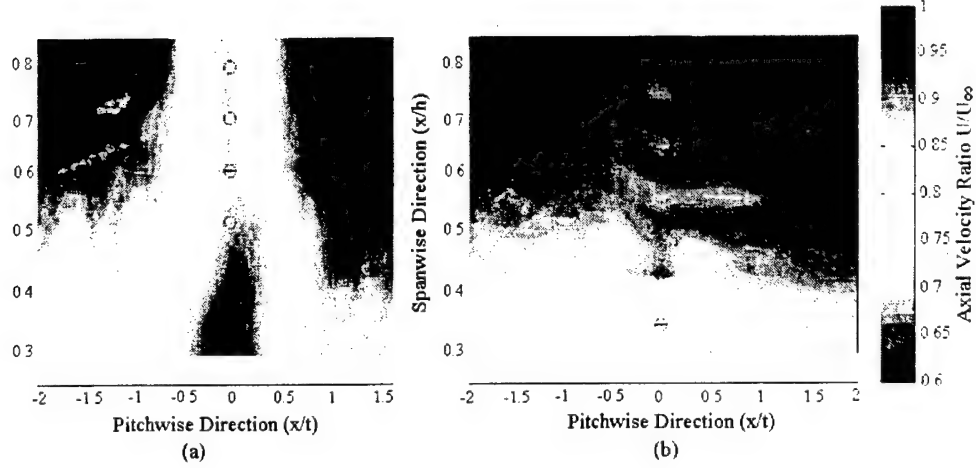 0.8
0.7
0.6
0.5
0.4
0.3
-2 -1.5 -1 -0.5 0 0.5 1 1.5
Pitchwise Direction (x/t)
(a)
Spanwise Direction (x/h)
0.8
0.7
0.6
0.5
0.4
0.3
-2 -1.5 -1 -0.5 0 0.5 1 1.5 2
Pitchwise Direction (x/t)
(b)
1
0.95
0.9
0.85
0.8
0.75
0.7
0.65
0.6
Axial Velocity Ratio U/U∞